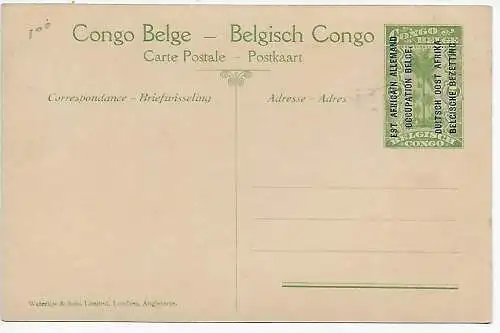 100
Congo Belge – Belgisch Congo
Carte Postale – Postkaart
Correspondance – Briefwisseling
Adresse – Adres
CONGO
BELGE
EST AFRICAIN ALLEMAND
OCCUPATION BELGE.
DUITSCH OOST AFRIKA
BELGISCHE BEZETTING.
BELGISCH
CONGO
Waterlow & Sons, Limited, Londres, Angleterre.